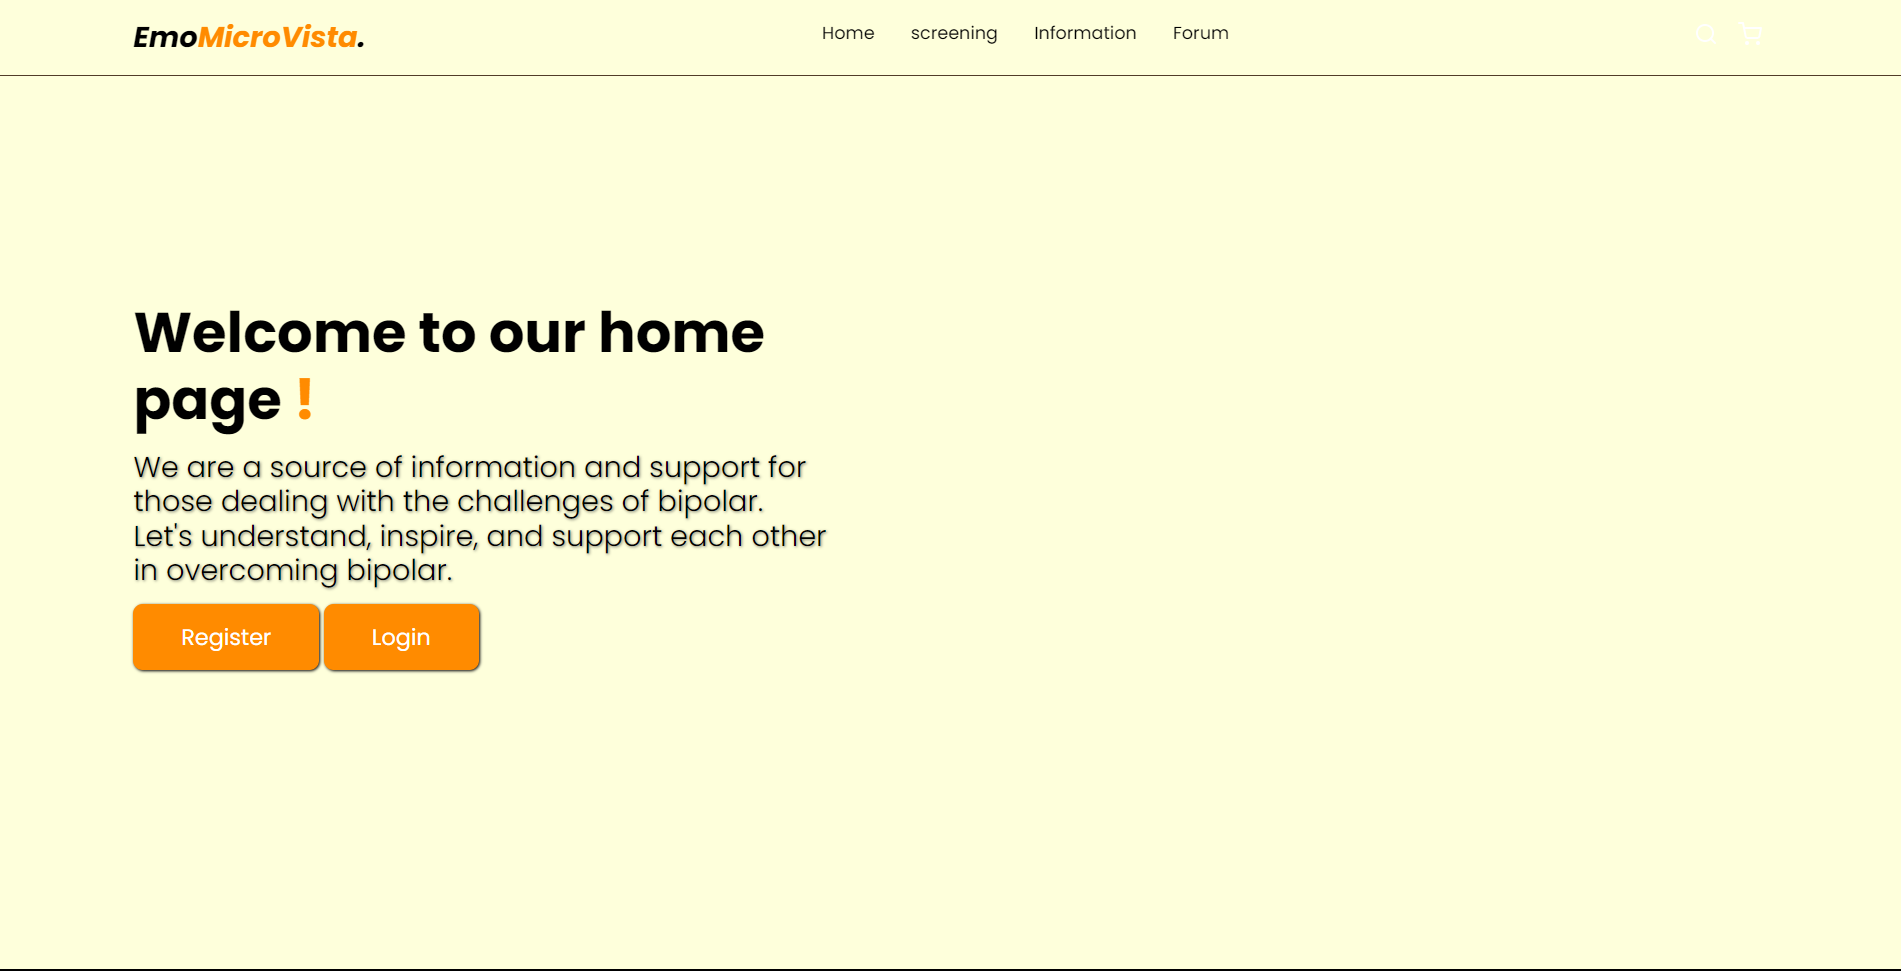 EmoMicroVista.
Home screening Information Forum
Welcome to our home
page !
We are a source of information and support for
those dealing with the challenges of bipolar.
Let's understand, inspire, and support each other
in overcoming bipolar.
Register Login